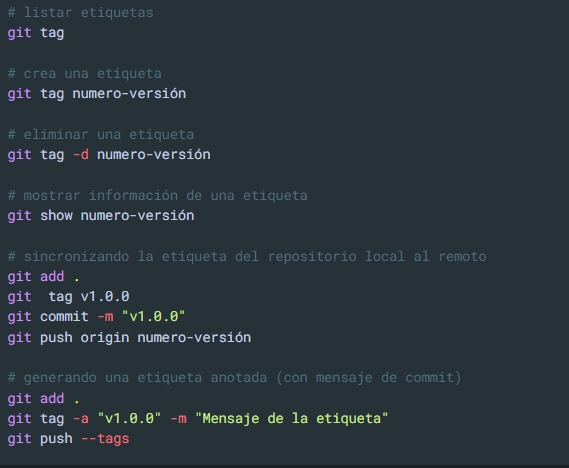 # listar etiquetas
git tag

# crea una etiqueta
git tag numero-versión

# eliminar una etiqueta
git tag -d numero-versión

# mostrar información de una etiqueta
git show numero-versión

# sincronizando la etiqueta del repositorio local al remoto
git add .
git  tag v1.0.0
git commit -m "v1.0.0"
git push origin numero-versión

# generando una etiqueta anotada (con mensaje de commit)
git add .
git tag -a "v1.0.0" -m "Mensaje de la etiqueta"
git push --tags